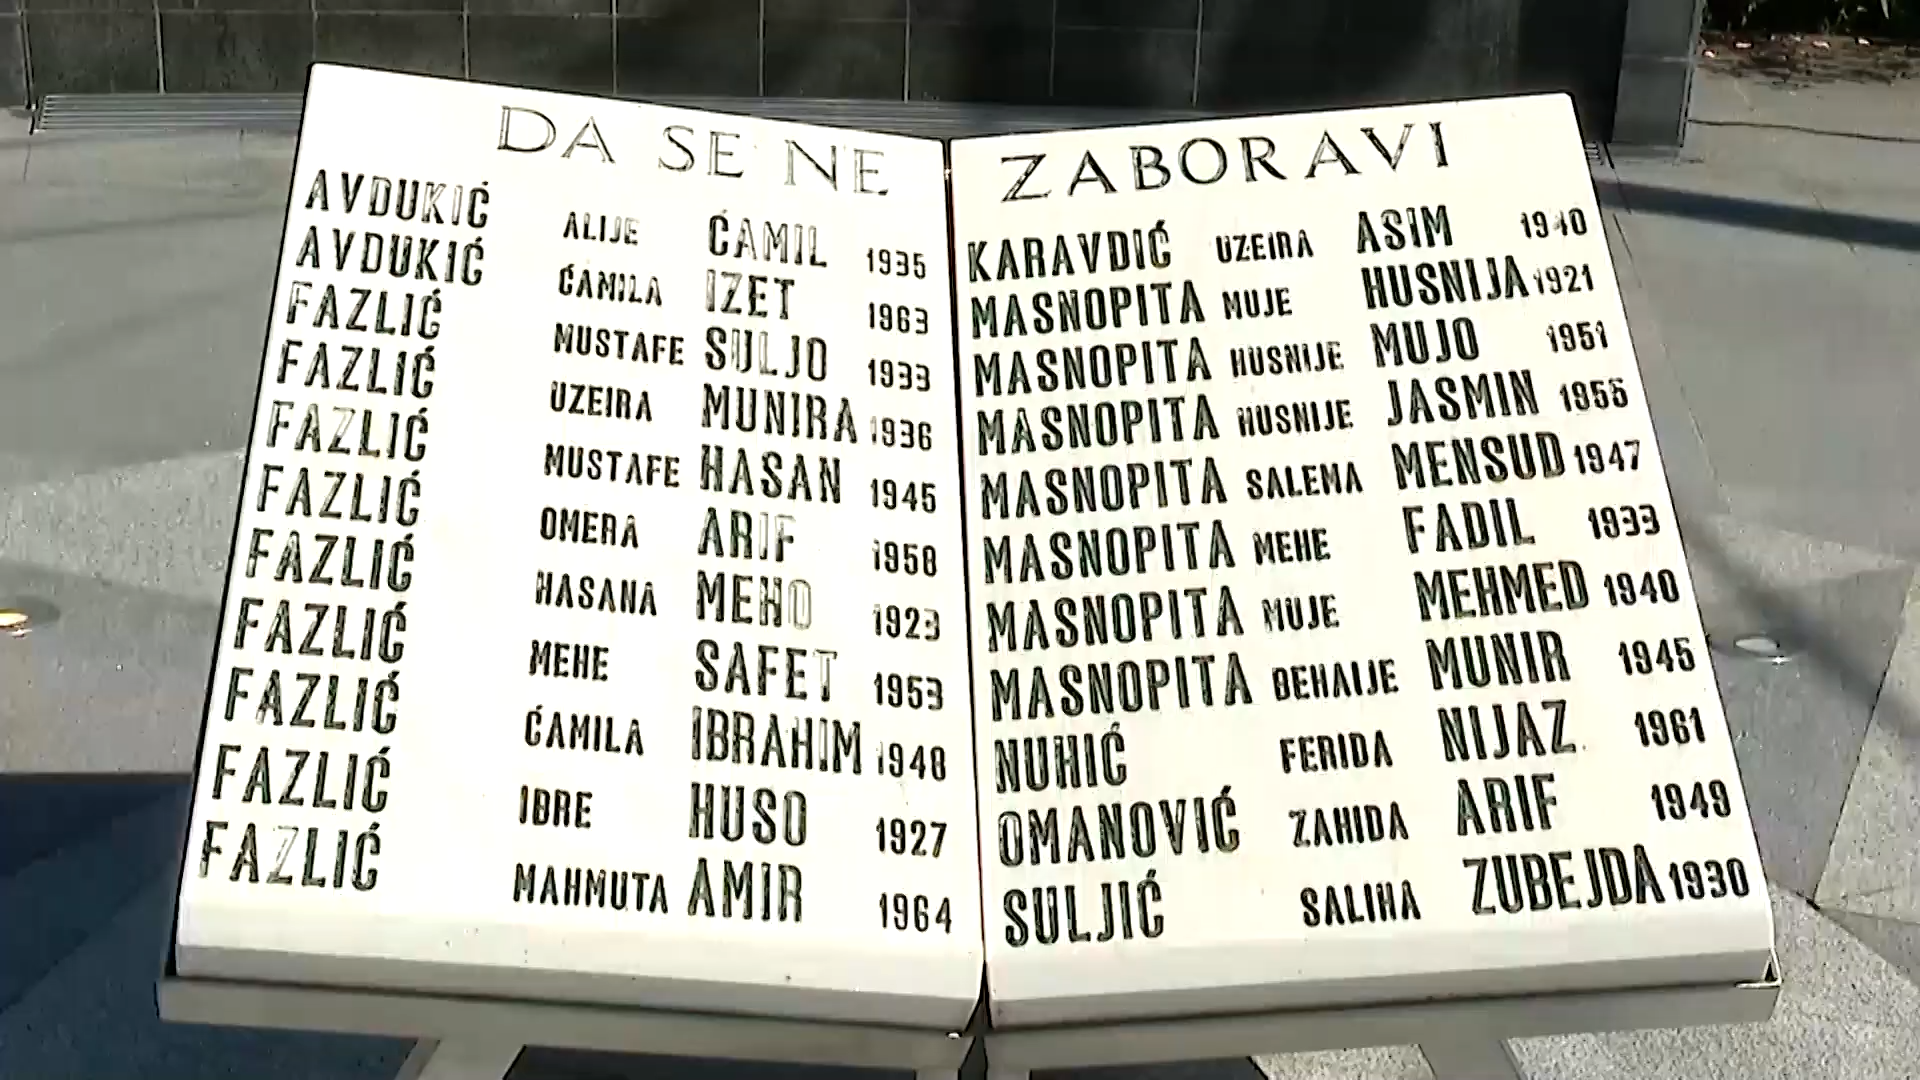 DA SE NE ZABORAVI
AVDUKIĆ ALIJE ĆAMIL 1935
AVDUKIĆ ĆAMILA IZET 1963
FAZLIĆ MUSTAFE SULJO 1933
FAZLIĆ UZEIRA MUNIRA 1936
FAZLIĆ MUSTAFE HASAN 1945
FAZLIĆ OMERA ARIF 1958
FAZLIĆ HASANA MEHO 1923
FAZLIĆ MEHE SAFET 1953
FAZLIĆ ĆAMILA IBRAHIM 1948
FAZLIĆ IBRE HUSO 1927
FAZLIĆ MAHMUTA AMIR 1964
KARAVDIĆ UZEIRA ASIM 1940
MASNOPITA MUJE HUSNIJA 1921
MASNOPITA HUSNIJE MUJO 1951
MASNOPITA HUSNIJE JASMIN 1955
MASNOPITA SALEMA MENSUD 1947
MASNOPITA MEHE FADIL 1933
MASNOPITA MUJE MEHMED 1940
MASNOPITA BEHAIJE MUNIR 1945
NUHIĆ FERIDA NIJAZ 1961
OMANOVIĆ ZAHIDA ARIF 1949
SULJIĆ SALIHA ZUBEJDA 1930